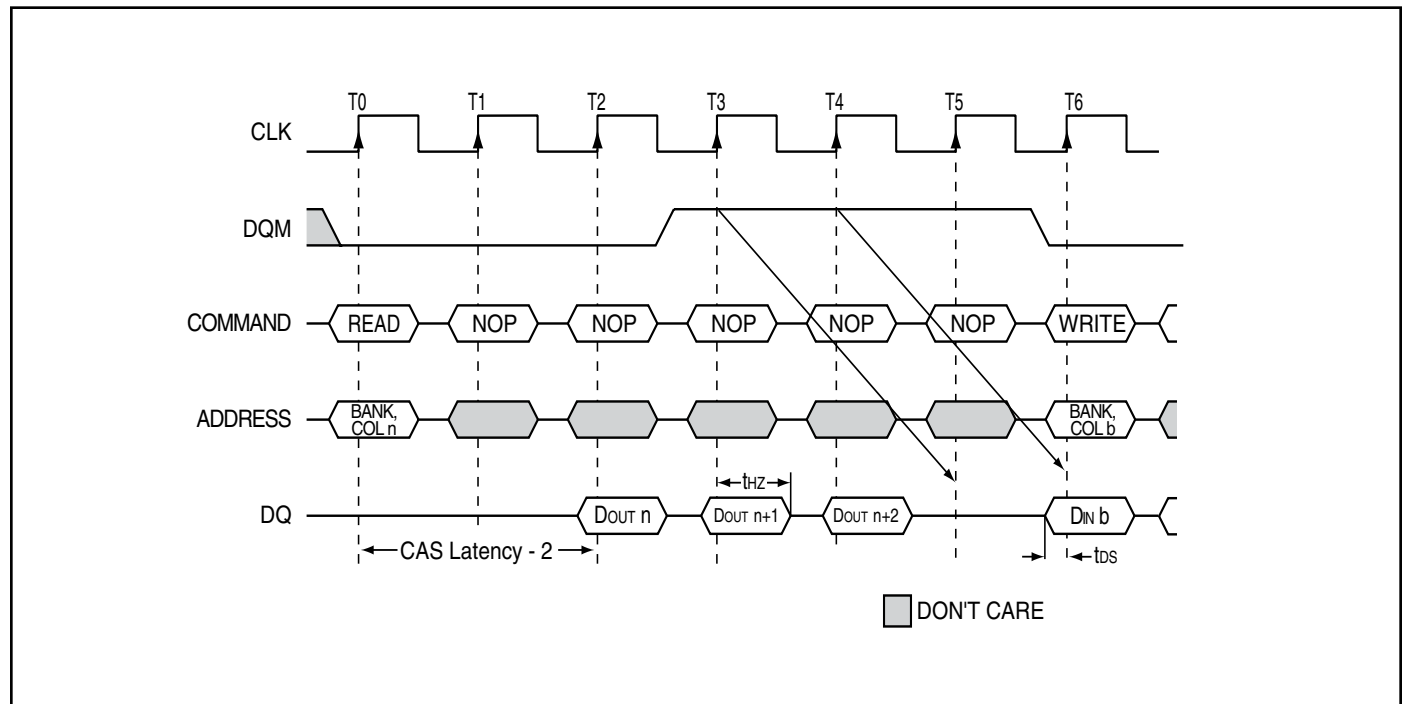 T0 T1 T2 T3 T4 T5 T6
CLK
DQM
COMMAND READ NOP NOP NOP NOP NOP WRITE
ADDRESS BANK, COL n BANK, COL b
tHZ
DQ DOUT n DOUT n+1 DOUT n+2 DIN b
CAS Latency - 2 tDS
DON'T CARE